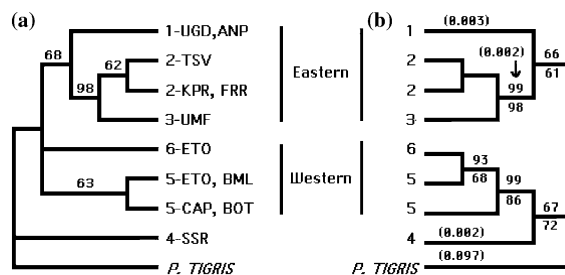 (a)
(b)
1-UGD,ANP
(0.003)
1
68
62
2-TSV
Eastern
2
(0.002)
66
61
98
2-KPR, FRR
2
99
98
3-UMF
3
6-ETO
6
93
68
63
5-ETO, BML
Western
5
99
86
5-CAP, BOT
5
67
72
4-SSR
4
(0.002)
P. TIGRIS
(0.097)